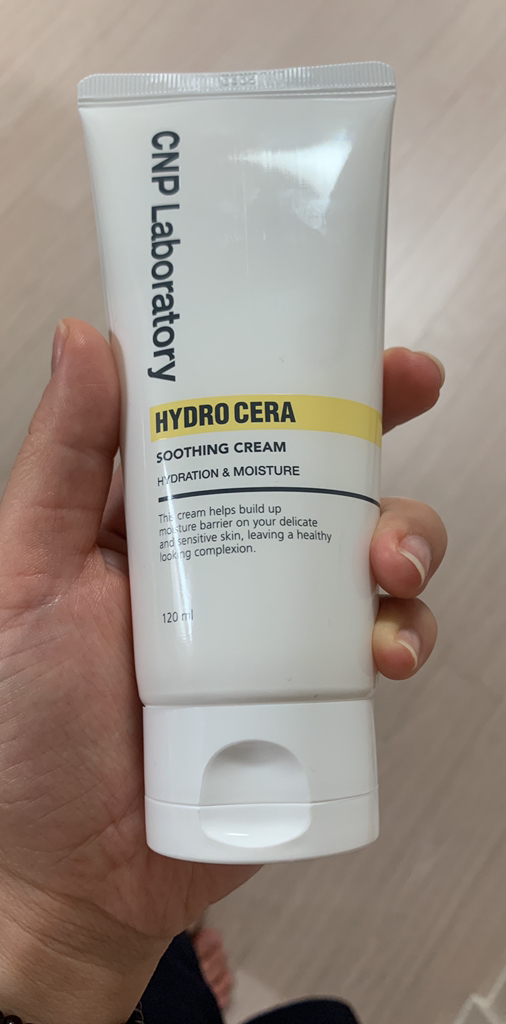 CNP Laboratory
HYDRO CERA
SOOTHING CREAM
HYDRATION & MOISTURE
This cream helps build up
moisture barrier on your delicate
and sensitive skin, leaving a healthy
looking complexion.
120 ml